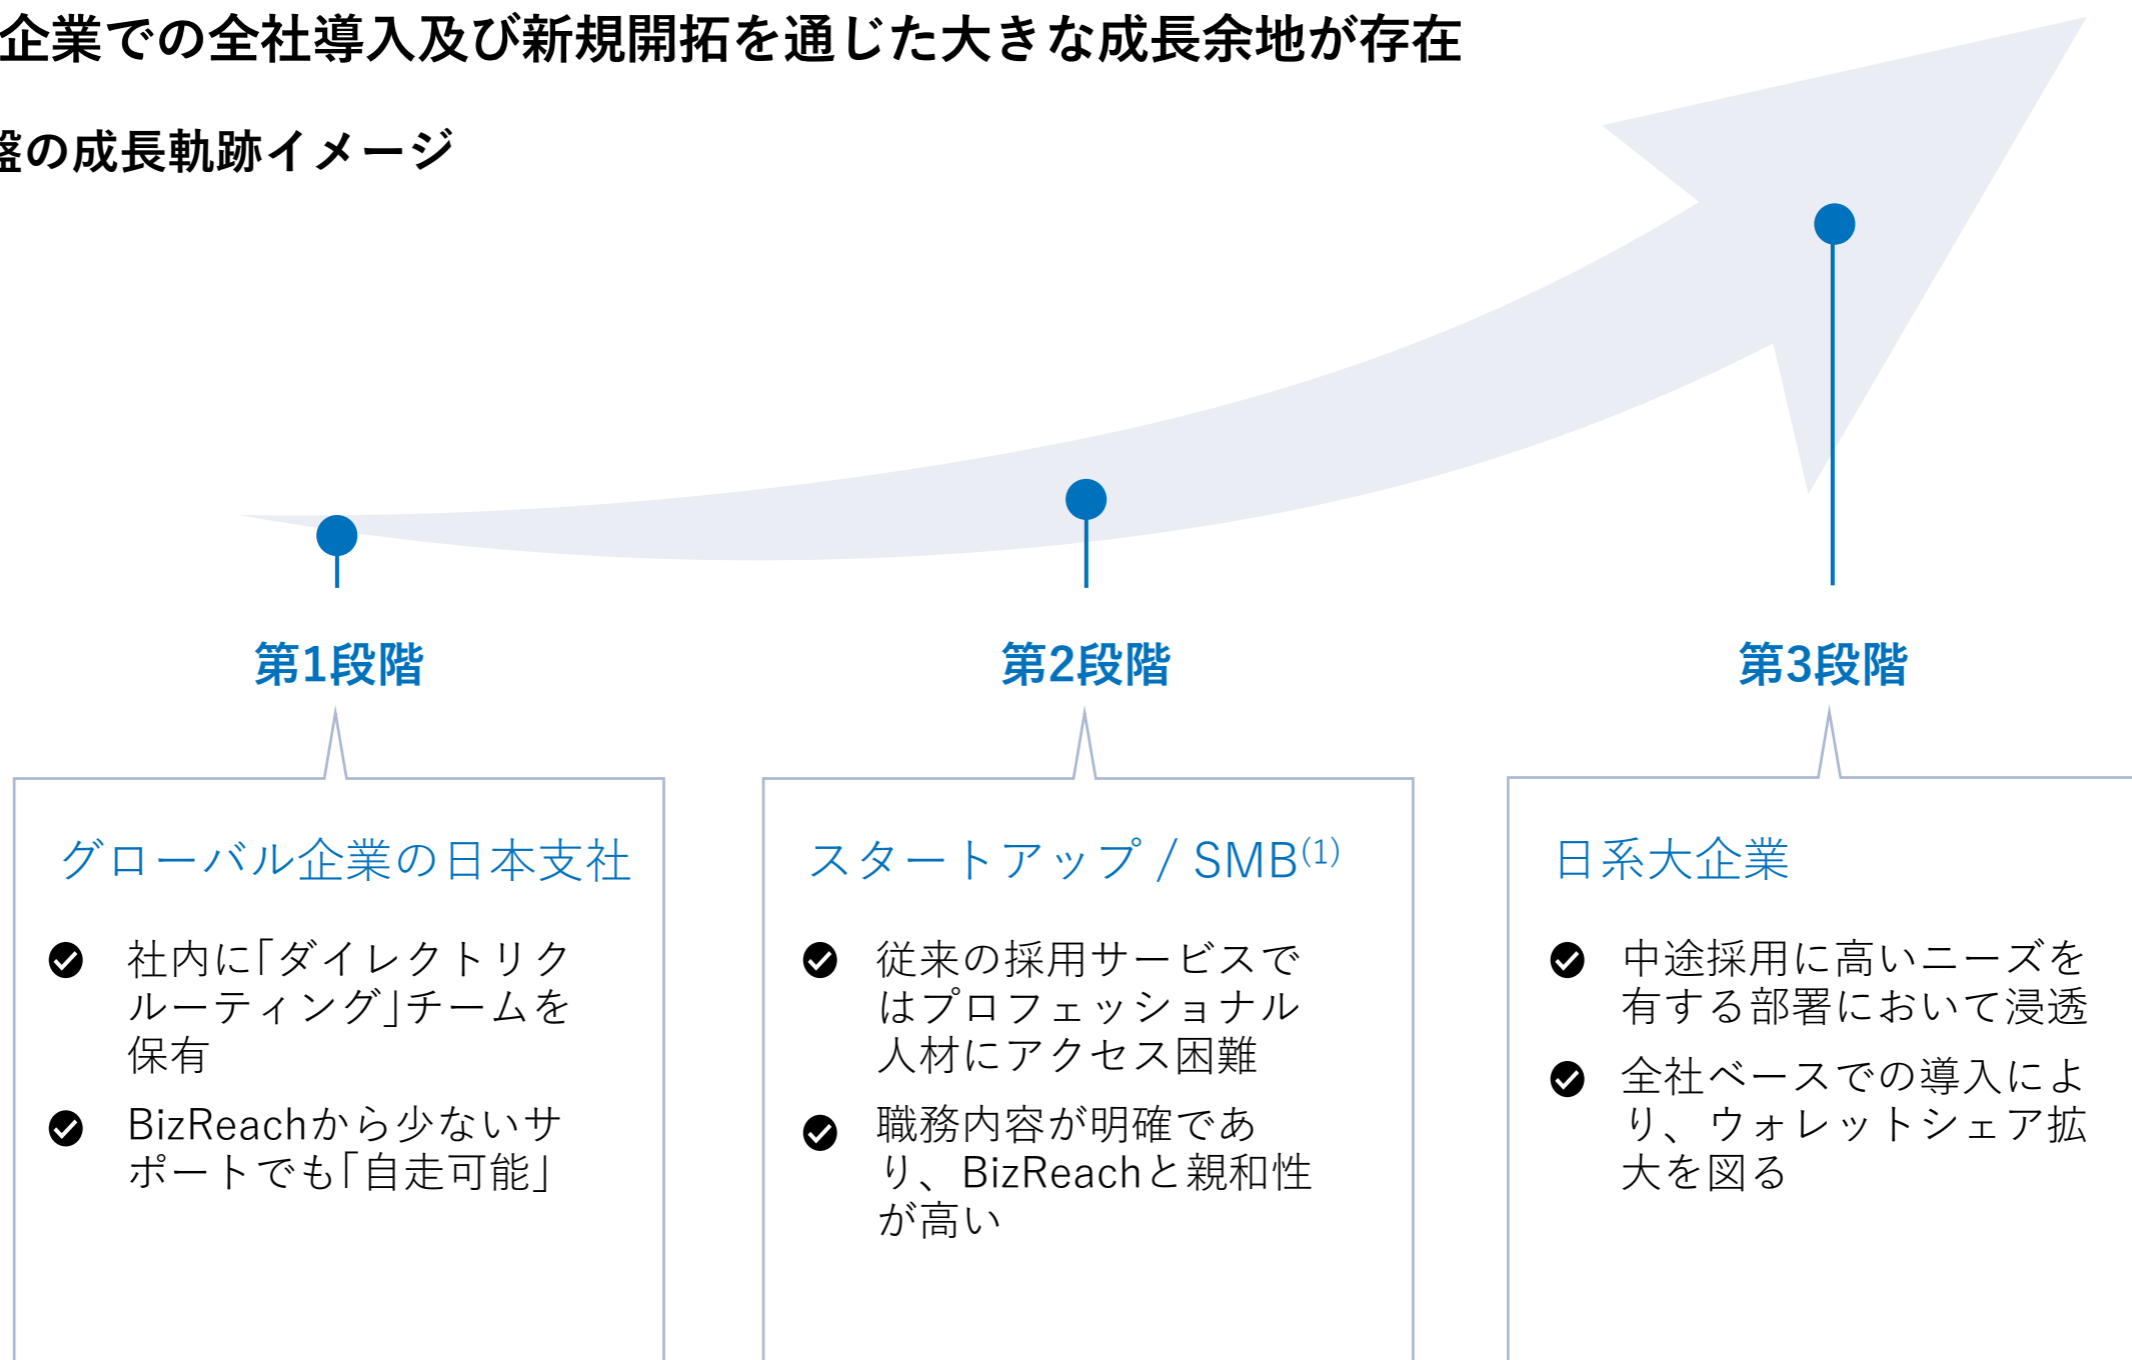 企業での全社導入及び新規開拓を通じた大きな成長余地が存在
盤の成長軌跡イメージ
第1段階
第2段階
第3段階
グローバル企業の日本支社
社内に｢ダイレクトリク
ルーティング｣チームを
保有
BizReachから少ないサ
ポートでも｢自走可能｣
スタートアップ / SMB(1)
従来の採用サービスで
はプロフェッショナル
人材にアクセス困難
職務内容が明確であ
り、BizReachと親和性
が高い
日系大企業
中途採用に高いニーズを
有する部署において浸透
全社ベースでの導入によ
り、ウォレットシェア拡
大を図る